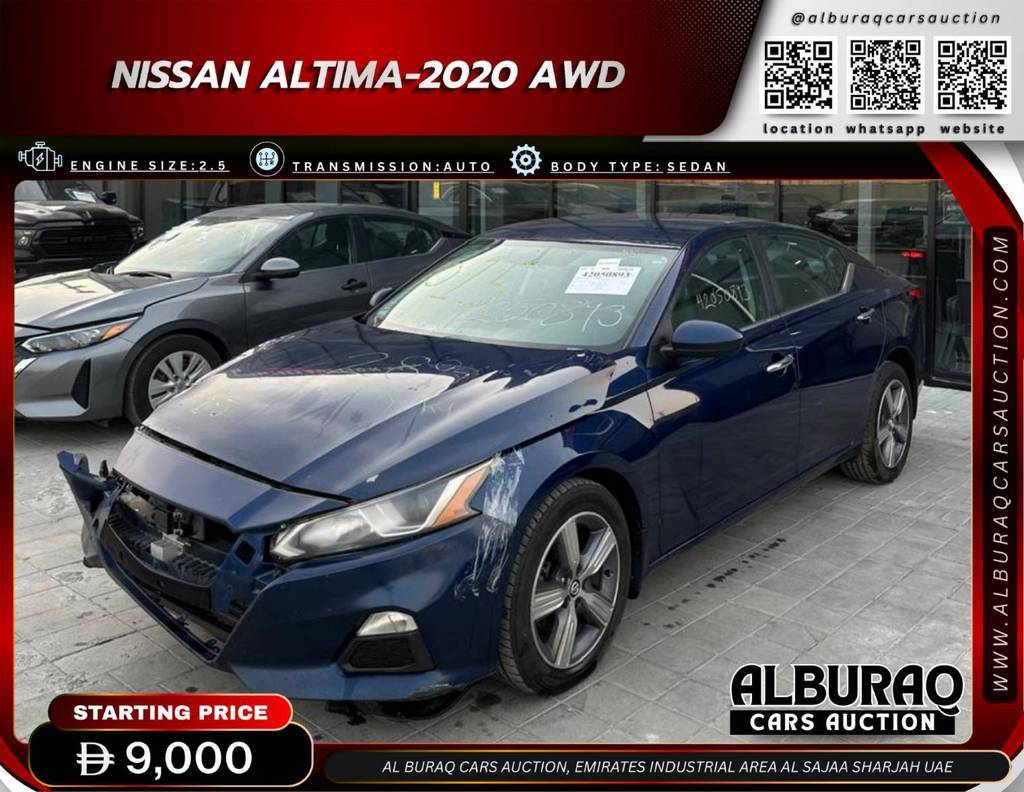 @alburaqcarsauction
NISSAN ALTIMA-2020 AWD
location whatsapp website
ENGINE SIZE:2.5 TRANSMISSION:AUTO BODY TYPE: SEDAN
42050893
42050893
WWW.ALBURAQCARSAUCTION.COM
ALBURAQ
CARS AUCTION
STARTING PRICE
9,000
AL BURAQ CARS AUCTION, EMIRATES INDUSTRIAL AREA AL SAJAA SHARJAH UAE